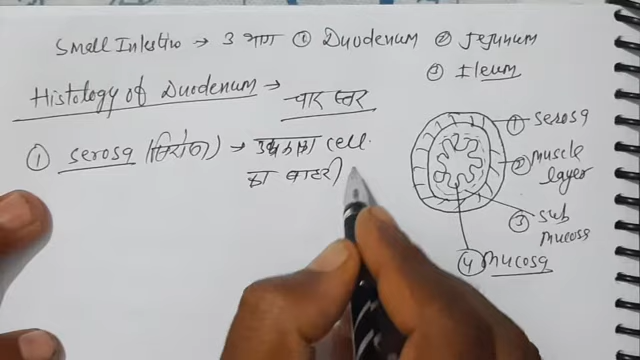 Small Intestin → 3 भाग ① Duodenum ② Jejunum
③ Ileum
Histology of Duodenum →
चार स्तर
① serosa (सिरोसा) → cell
का बाहरी
① serosa
② muscle
layer
③ sub
mucosa
④ mucosa